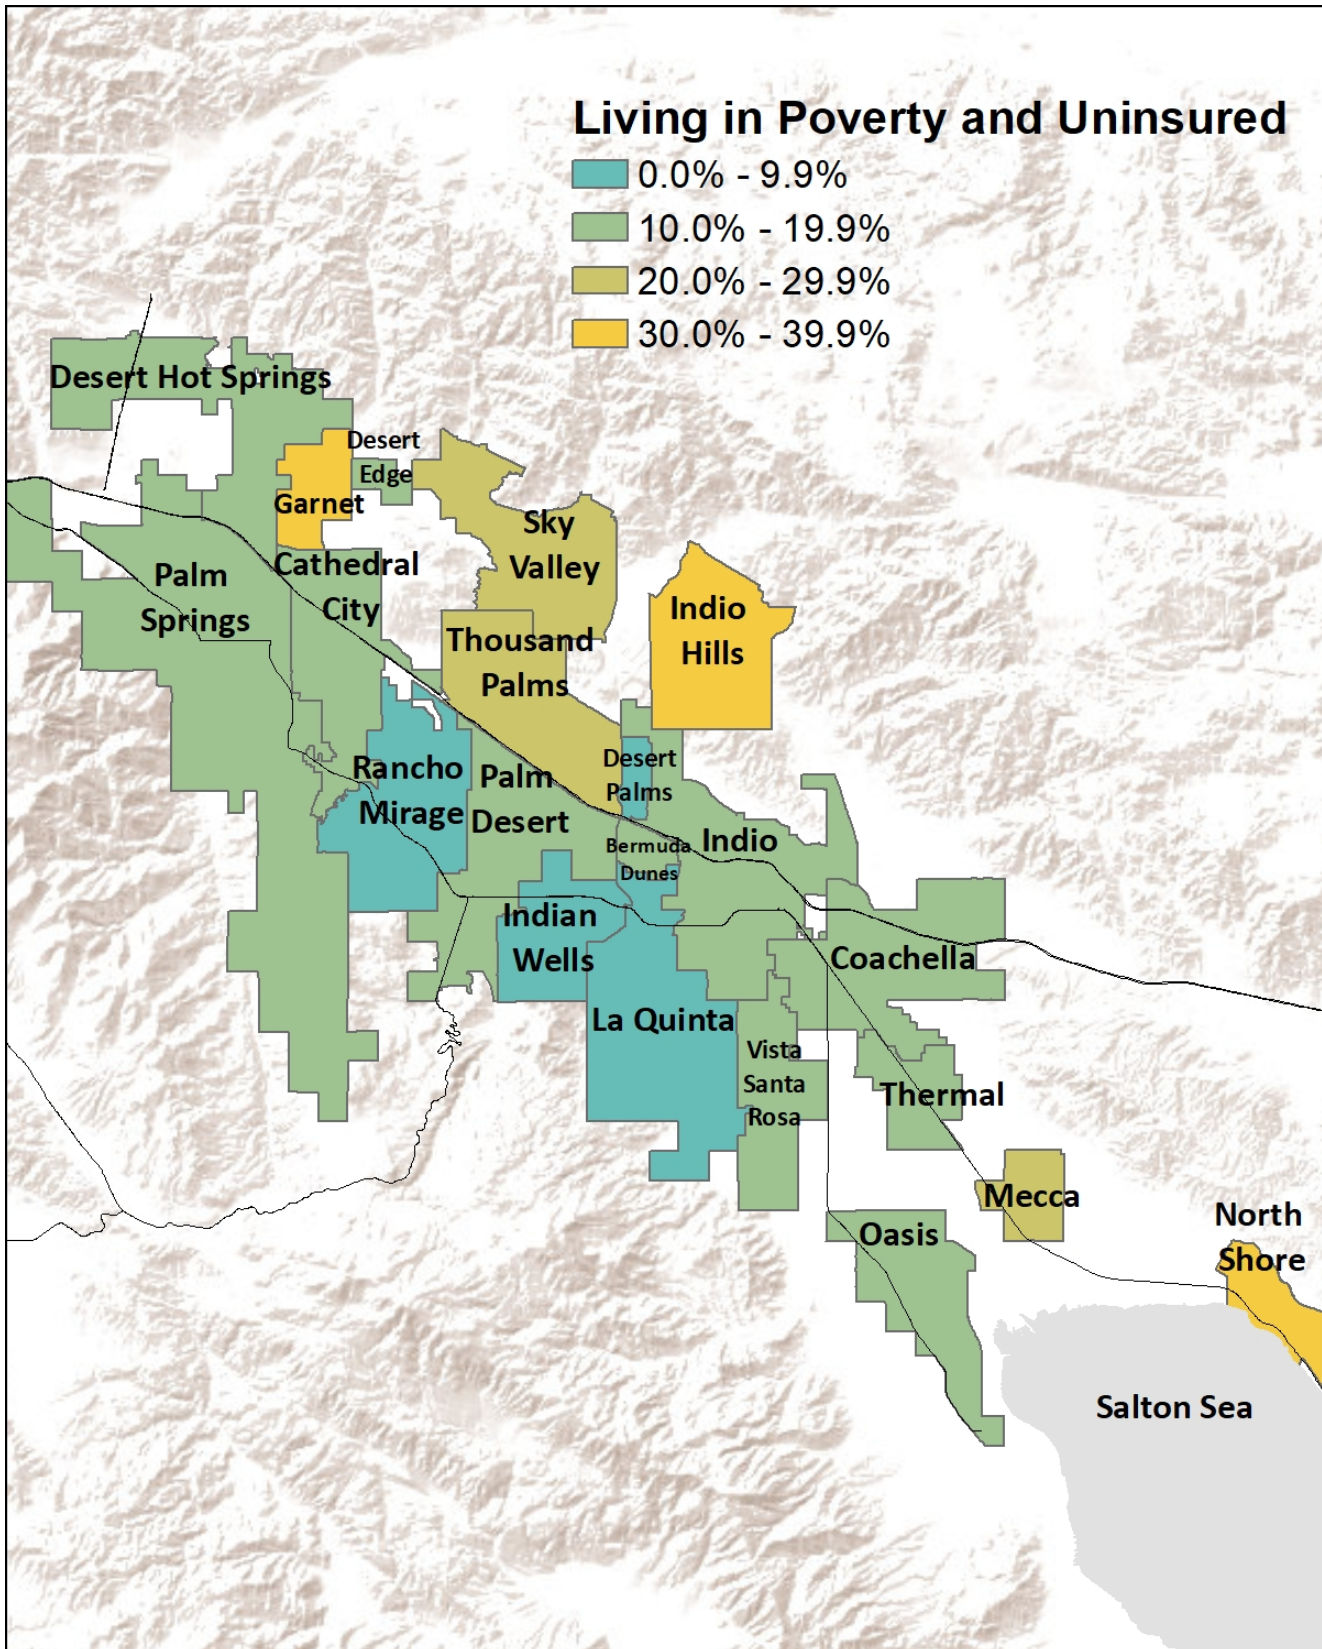 Living in Poverty and Uninsured
0.0% - 9.9%
10.0% - 19.9%
20.0% - 29.9%
30.0% - 39.9%
Desert Hot Springs
Desert
Edge
Garnet
Sky
Valley
Cathedral
City
Palm
Springs
Indio
Hills
Thousand
Palms
Rancho
Mirage
Palm
Desert
Desert
Palms
Bermuda
Dunes
Indio
Indian
Wells
Coachella
La Quinta
Vista
Santa
Rosa
Thermal
Mecca
Oasis
North
Shore
Salton Sea